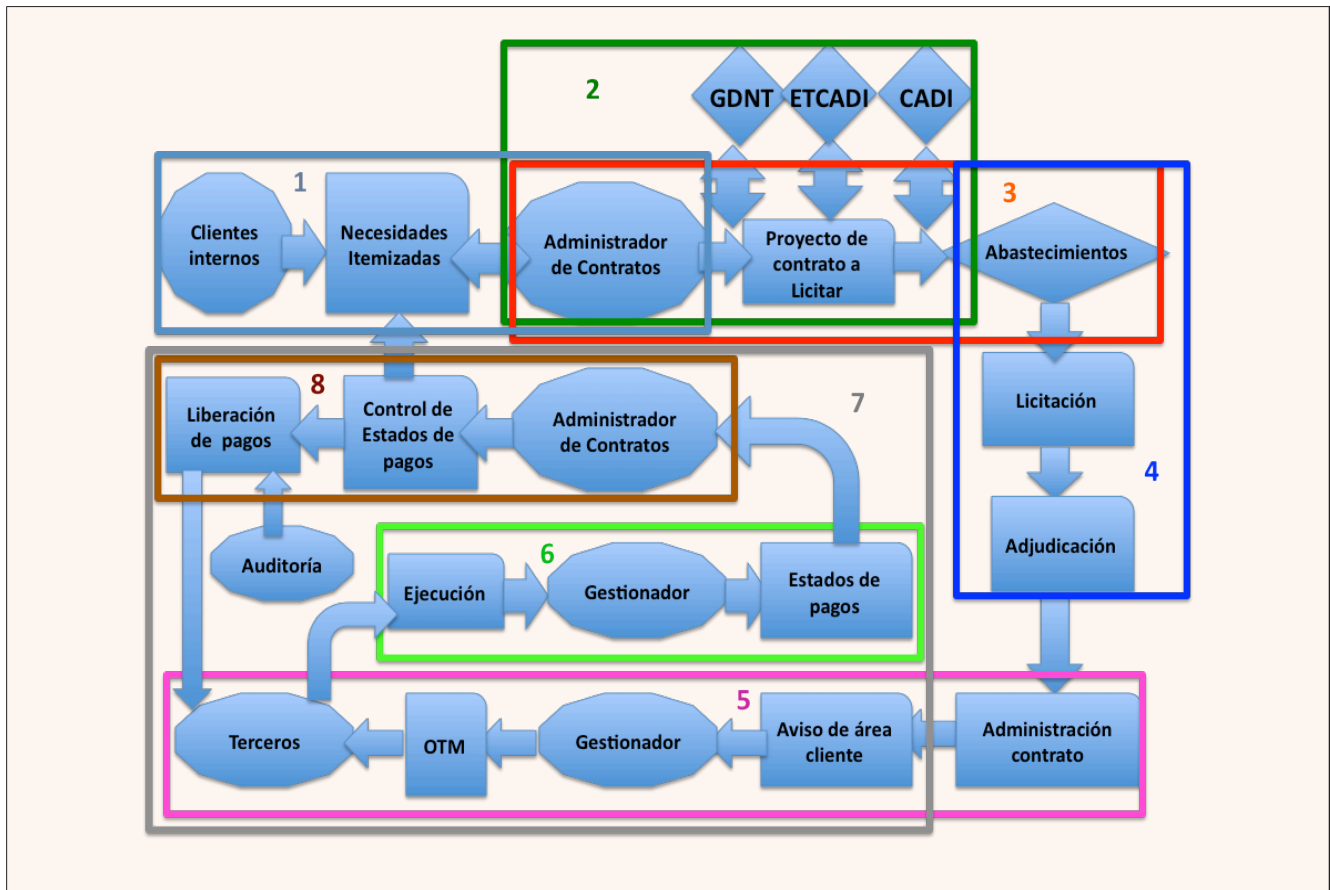 2
GDNT
ETCADI
CADI
1
3
Clientes
internos
Necesidades
Itemizadas
Administrador
de Contratos
Proyecto de
contrato a
Licitar
Abastecimientos
8
7
Liberación
de pagos
Control de
Estados de
pagos
Administrador
de Contratos
Licitación
4
Auditoría
6
Ejecución
Gestionador
Estados de
pagos
Adjudicación
5
Terceros
OTM
Gestionador
Aviso de área
cliente
Administración
contrato